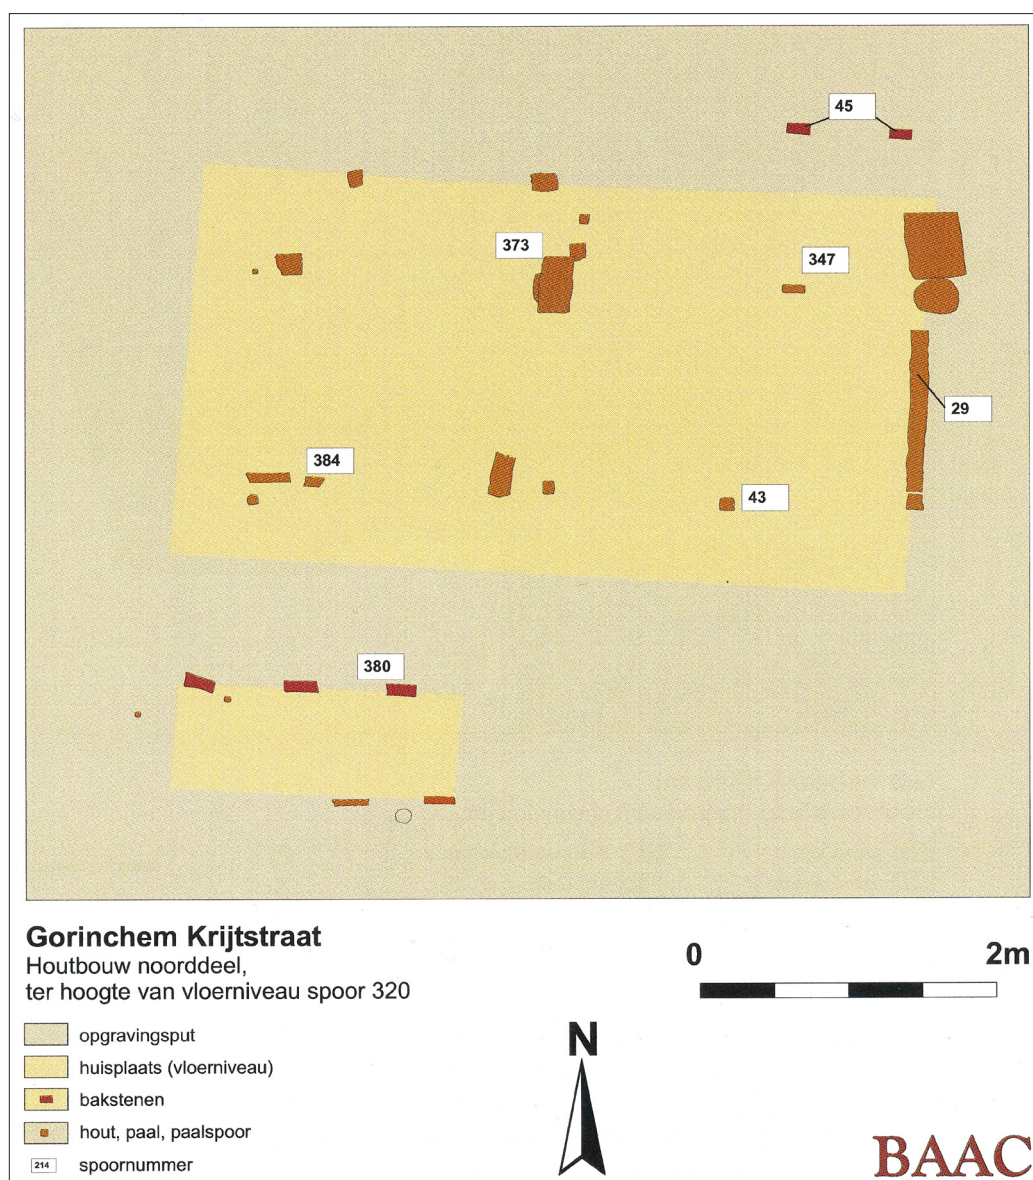 45
373
347
29
384
43
380
Gorinchem Krijtstraat
Houtbouw noorddeel,
ter hoogte van vloerniveau spoor 320
0 2m
opgravingsput
huisplaats (vloerniveau)
bakstenen
hout, paal, paalspoor
214 spoornummer
N
BAAC